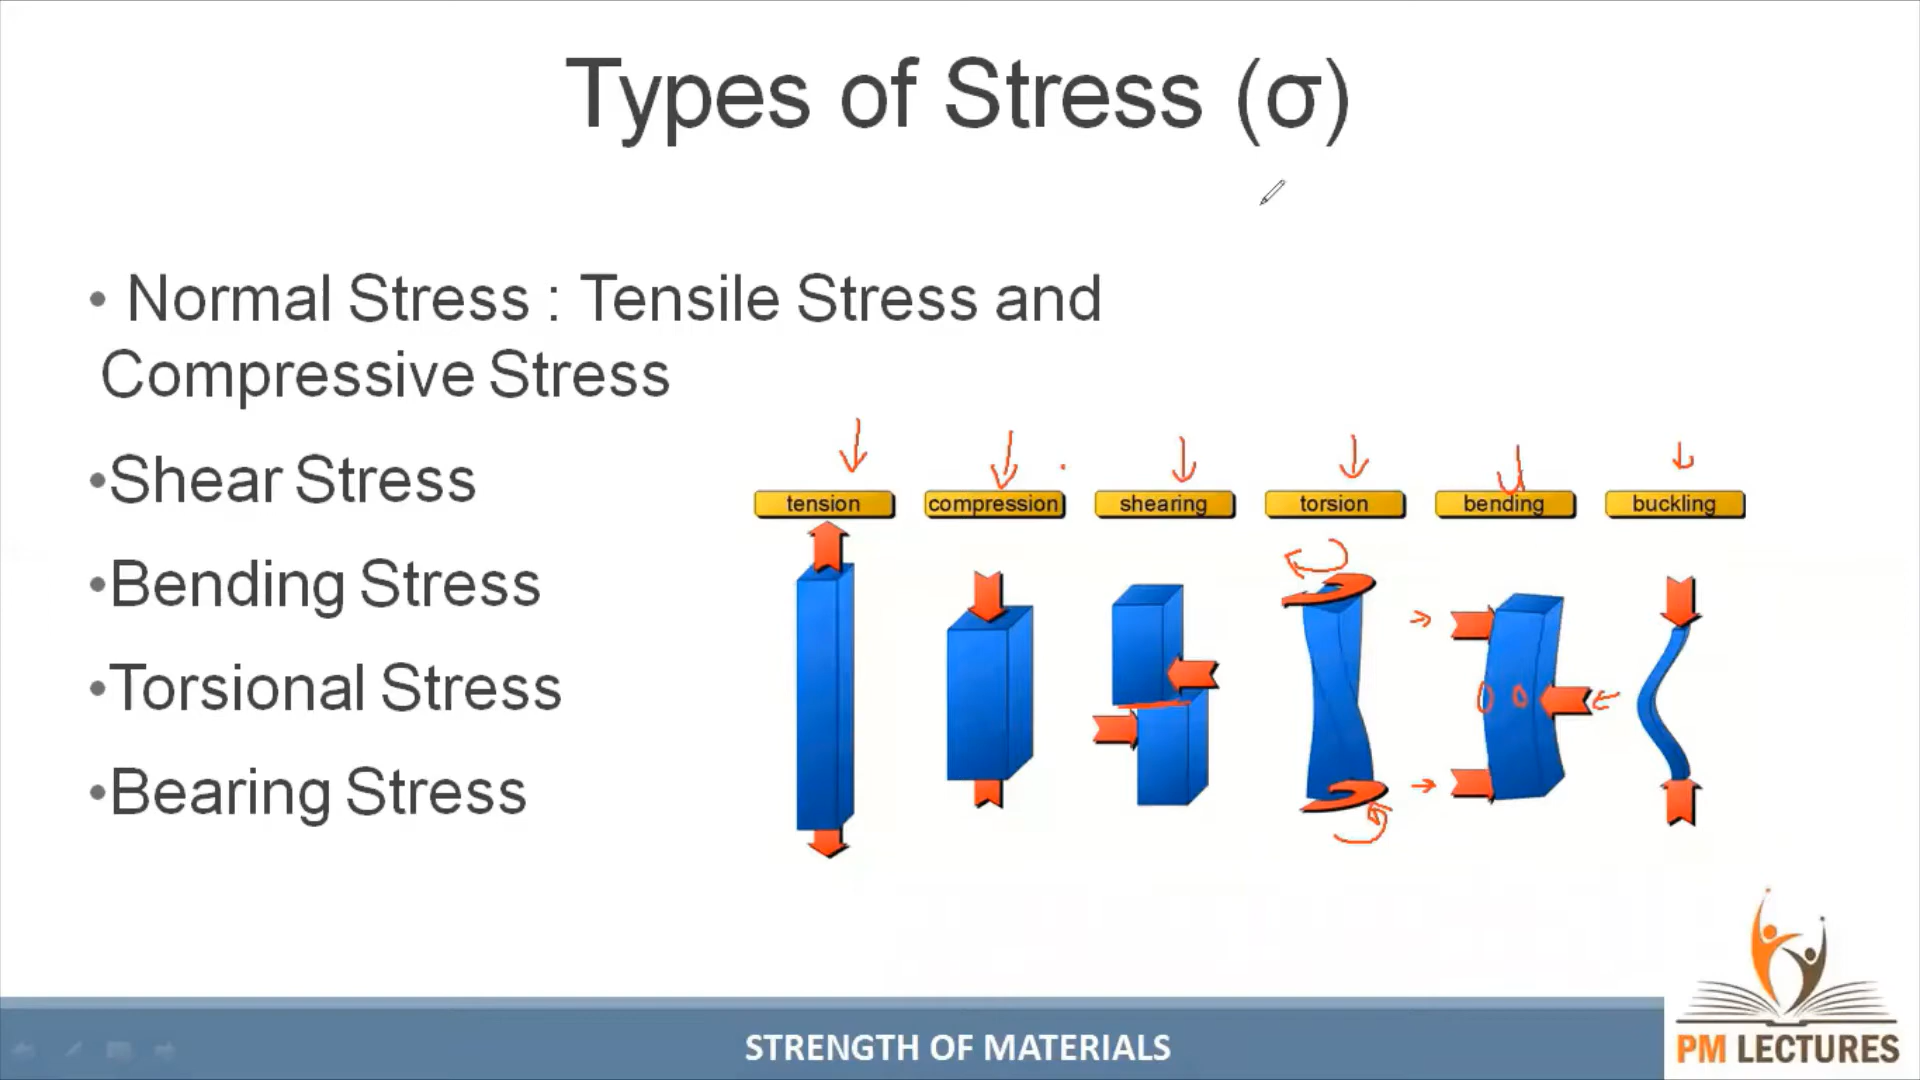 Types of Stress (σ)
• Normal Stress : Tensile Stress and
Compressive Stress
•Shear Stress
•Bending Stress
•Torsional Stress
•Bearing Stress
tension compression shearing torsion bending buckling
STRENGTH OF MATERIALS
PM LECTURES